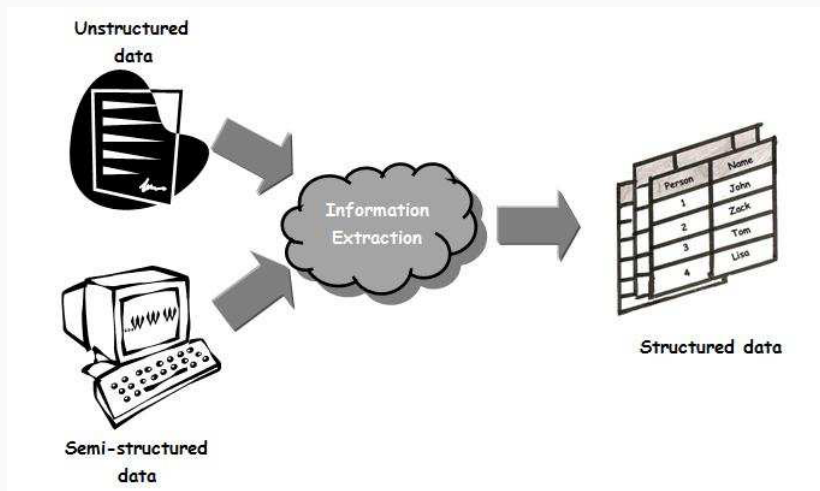 Unstructured
data
Information
Extraction
...WWW
Semi-structured
data
Person Name
1 John
2 Zack
3 Tom
4 Lisa
Structured data